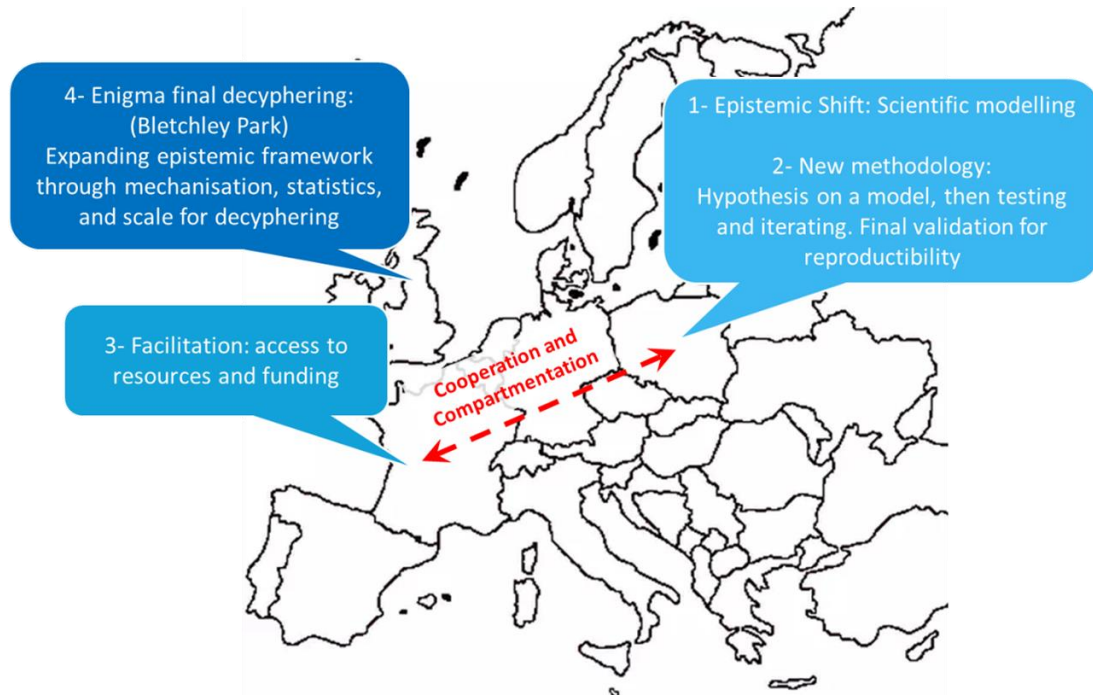 4- Enigma final decyphering:
(Bletchley Park)
Expanding epistemic framework
through mechanisation, statistics,
and scale for decyphering
1- Epistemic Shift: Scientific modelling
2- New methodology:
Hypothesis on a model, then testing
and iterating. Final validation for
reproductibility
3- Facilitation: access to
resources and funding
Cooperation and
Compartmentation